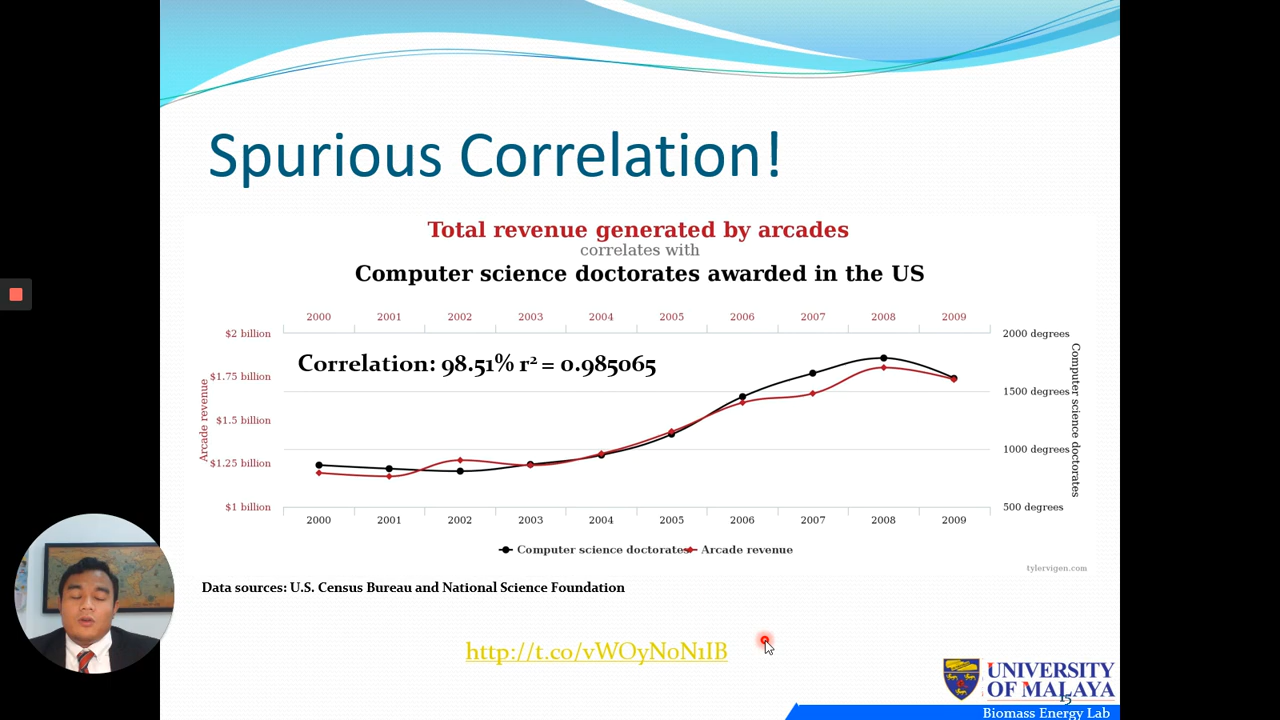 Spurious Correlation!
Total revenue generated by arcades
correlates with
Computer science doctorates awarded in the US
2000 2001 2002 2003 2004 2005 2006 2007 2008 2009
$2 billion
2000 degrees
Correlation: 98.51% r² = 0.985065
$1.75 billion
1500 degrees
$1.5 billion
1000 degrees
$1.25 billion
$1 billion
500 degrees
Arcade revenue
Computer science doctorates
2000 2001 2002 2003 2004 2005 2006 2007 2008 2009
Computer science doctorates Arcade revenue
tylervigen.com
Data sources: U.S. Census Bureau and National Science Foundation
http://t.co/vWOyNoN1IB
UNIVERSITY
OF MALAYA
15
Biomass Energy Lab